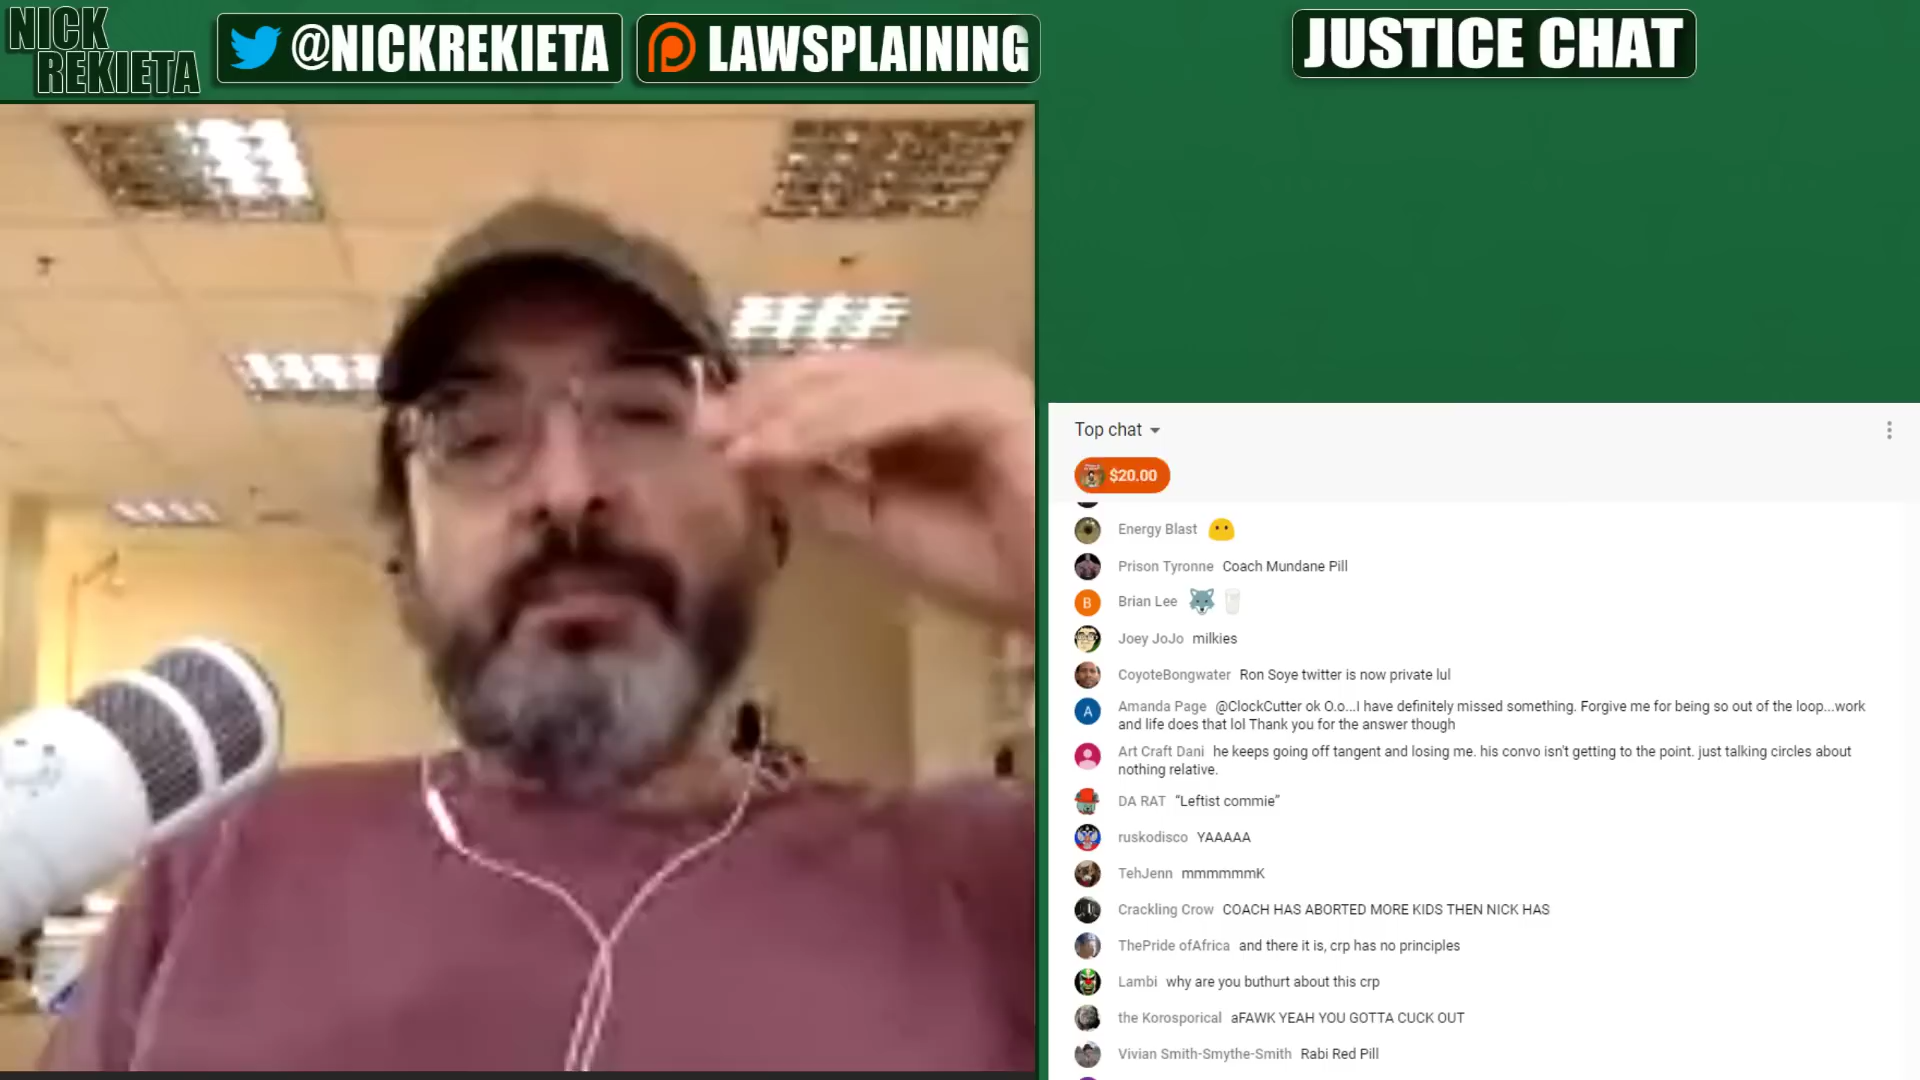 NICK
REKIETA
@NICKREKIETA
LAWSPLAINING
JUSTICE CHAT
Top chat
$20.00
Energy Blast
Prison Tyronne Coach Mundane Pill
B Brian Lee
Joey JoJo milkies
CoyoteBongwater Ron Soye twitter is now private lul
A Amanda Page @ClockCutter ok O.o...I have definitely missed something. Forgive me for being so out of the loop...work
and life does that lol Thank you for the answer though
Art Craft Dani he keeps going off tangent and losing me. his convo isn't getting to the point. just talking circles about
nothing relative.
DA RAT “Leftist commie”
ruskodisco YAAAAA
TehJenn mmmmmmK
Crackling Crow COACH HAS ABORTED MORE KIDS THEN NICK HAS
ThePride ofAfrica and there it is, crp has no principles
Lambi why are you buthurt about this crp
the Korosporical aFAWK YEAH YOU GOTTA CUCK OUT
Vivian Smith-Smythe-Smith Rabi Red Pill